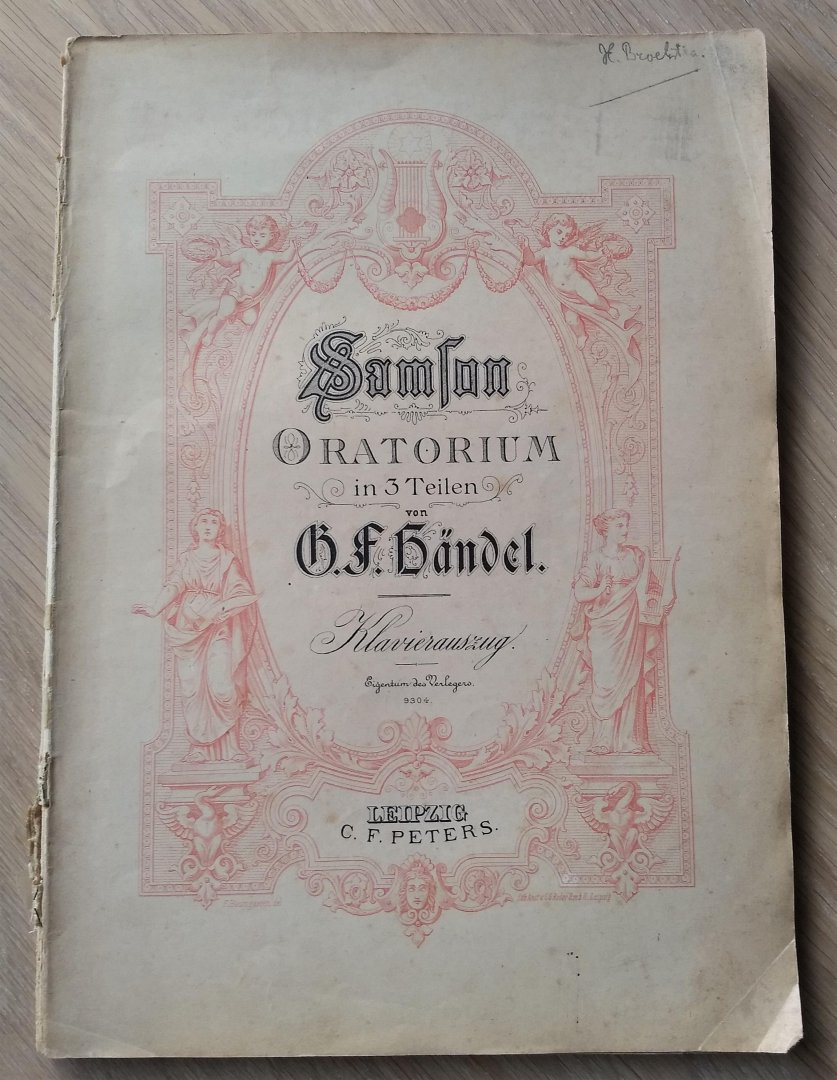 Samson
ORATORIUM
in 3 Teilen
von
G. F. Händel.
Klavierauszug.
Eigentum des Verlegers.
9304.
LEIPZIG
C. F. PETERS.